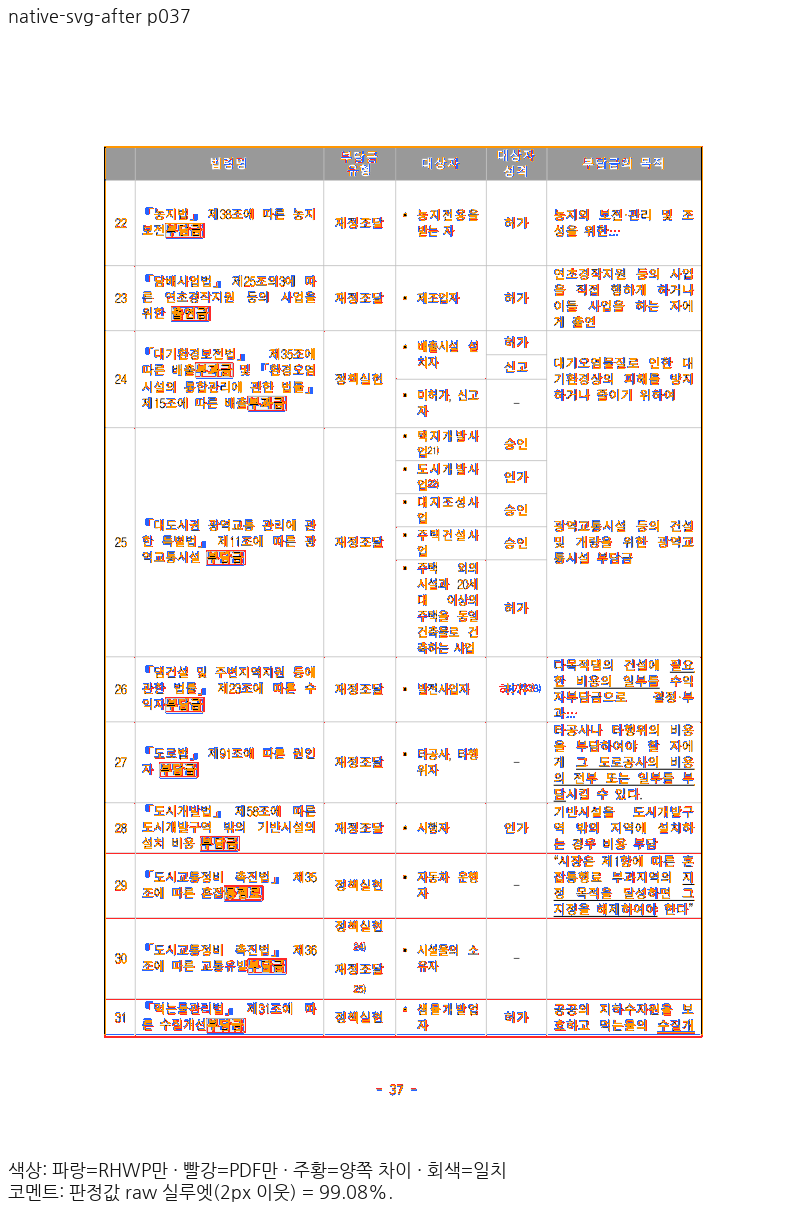 native-svg-after p037
법령명 부담금 유형 대상자 대상자 성격 부담금의 목적
22 『농지법』 제38조에 따른 농지
보전부담금
재정조달
• 농지전용을
받는 자
허가
농지의 보전·관리 및 조
성을 위한…
23 『담배사업법』 제25조의3에 따
른 연초경작지원 등의 사업을
위한 출연금
재정조달
• 제조업자
허가
연초경작지원 등의 사업
을 직접 행하게 하거나
이들 사업을 하는 자에
게 출연
24 『대기환경보전법』 제35조에
따른 배출부과금 및 『환경오염
시설의 통합관리에 관한 법률』
제15조에 따른 배출부과금
정책실현
• 배출시설 설
치자
허가
신고
• 미허가, 신고
자
–
대기오염물질로 인한 대
기환경상의 피해를 방지
하거나 줄이기 위하여
25 『대도시권 광역교통 관리에 관
한 특별법』 제11조에 따른 광
역교통시설 부담금
재정조달
• 택지개발사
업21)
승인
• 도시개발사
업22)
인가
• 대지조성사
업
승인
• 주택건설사
업
승인
• 주택 외의
시설과 20세
대 이상의
주택을 동일
건축물로 건
축하는 사업
허가
광역교통시설 등의 건설
및 개량을 위한 광역교
통시설 부담금
26 『댐건설 및 주변지역지원 등에
관한 법률』 제23조에 따른 수
익자부담금
재정조달
• 발전사업자
다목적댐의 건설에 필요
한 비용의 일부를 수익
자부담금으로 결정·부
과…
27 『도로법』 제91조에 따른 원인
자 부담금
재정조달
• 타공사, 타행
위자
–
타공사나 타행위의 비용
을 부담하여야 할 자에
게 그 도로공사의 비용
의 전부 또는 일부를 부
담시킬 수 있다.
28 『도시개발법』 제58조에 따른
도시개발구역 밖의 기반시설의
설치 비용 부담금
재정조달
• 시행자
인가
기반시설을 도시개발구
역 밖의 지역에 설치하
는 경우 비용 부담
29 『도시교통정비 촉진법』 제35
조에 따른 혼잡통행료
정책실현
• 자동차 운행
자
–
“시장은 제1항에 따른 혼
잡통행료 부과지역의 지
정 목적을 달성하면 그
지정을 해제하여야 한다”
30 『도시교통정비 촉진법』 제36
조에 따른 교통유발부담금
정책실현
24)
재정조달
25)
• 시설물의 소
유자
–
31 『먹는물관리법』 제31조에 따
른 수질개선부담금
정책실현
• 샘물개발업
자
허가
공공의 지하수자원을 보
호하고 먹는물의 수질개
- 37 -
색상: 파랑=RHWP만 · 빨강=PDF만 · 주황=양쪽 차이 · 회색=일치
코멘트: 판정값 raw 실루엣(2px 이웃) = 99.08%.